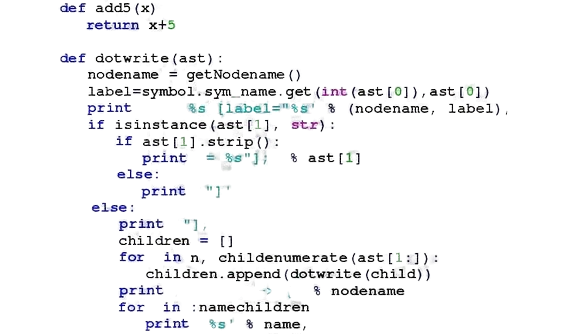 def add5(x)
return x+5
def dotwrite(ast):
nodename = getNodename()
label=symbol.sym_name.get(int(ast[0]),ast[0])
print %s [label="%s' % (nodename, label),
if isinstance(ast[1], str):
if ast[1].strip():
print = %s"]; % ast[1]
else:
print "]'
else:
print "],
children = []
for in n, childenumerate(ast[1:]):
children.append(dotwrite(child))
print % nodename
for in :namechildren
print %s' % name,